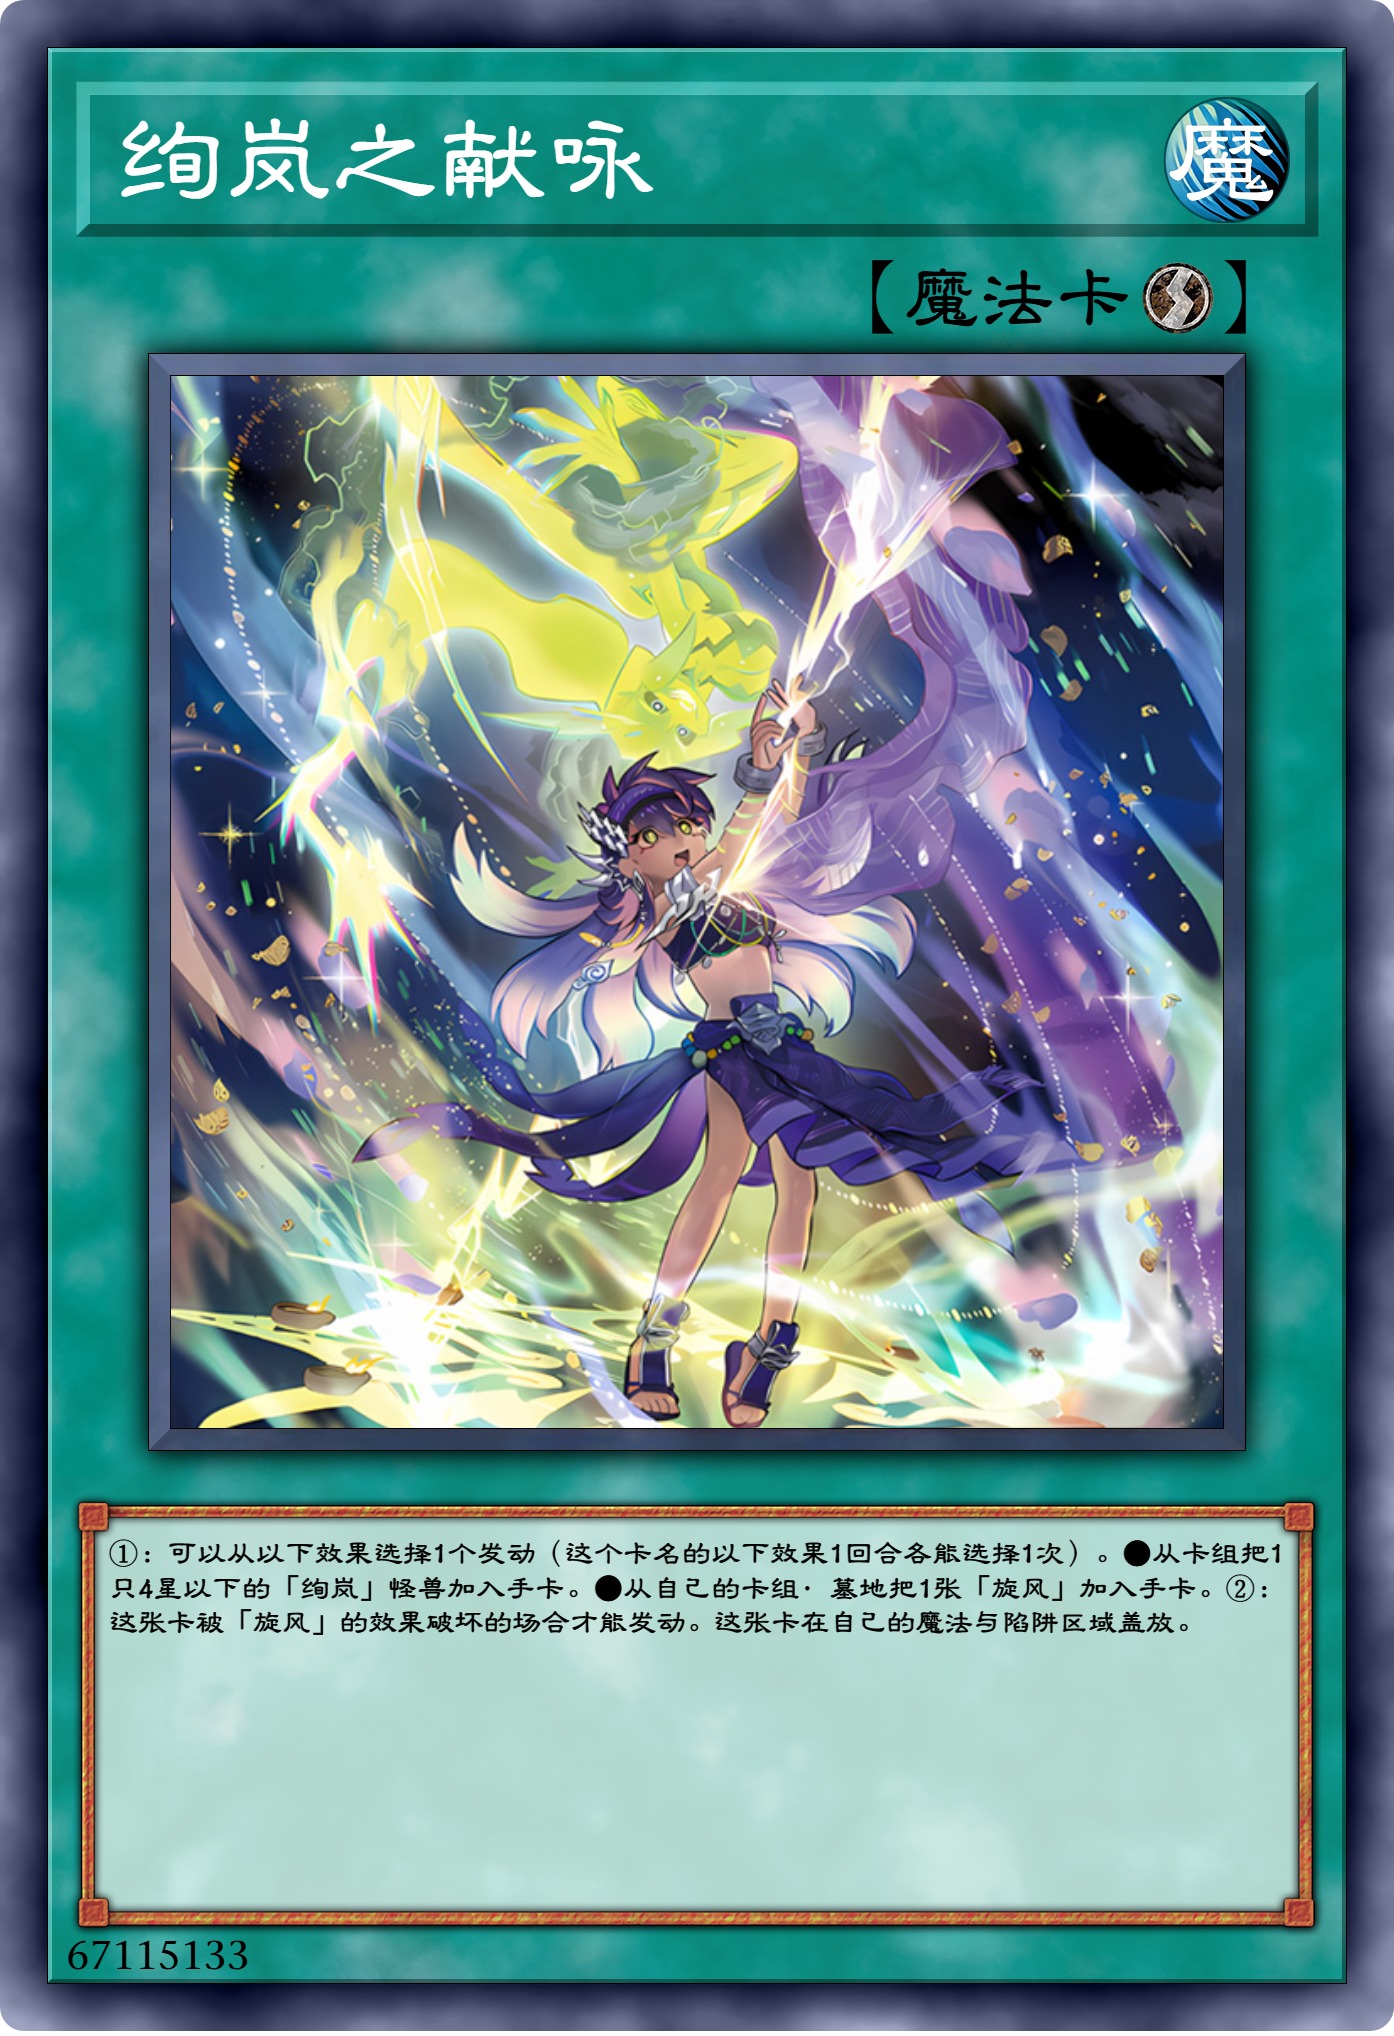 绚岚之献咏
魔
【魔法卡】
①：可以从以下效果选择1个发动（这个卡名的以下效果1回合各能选择1次）。●从卡组把1
只4星以下的「绚岚」怪兽加入手卡。●从自己的卡组·墓地把1张「旋风」加入手卡。②：
这张卡被「旋风」的效果破坏的场合才能发动。这张卡在自己的魔法与陷阱区域盖放。
67115133